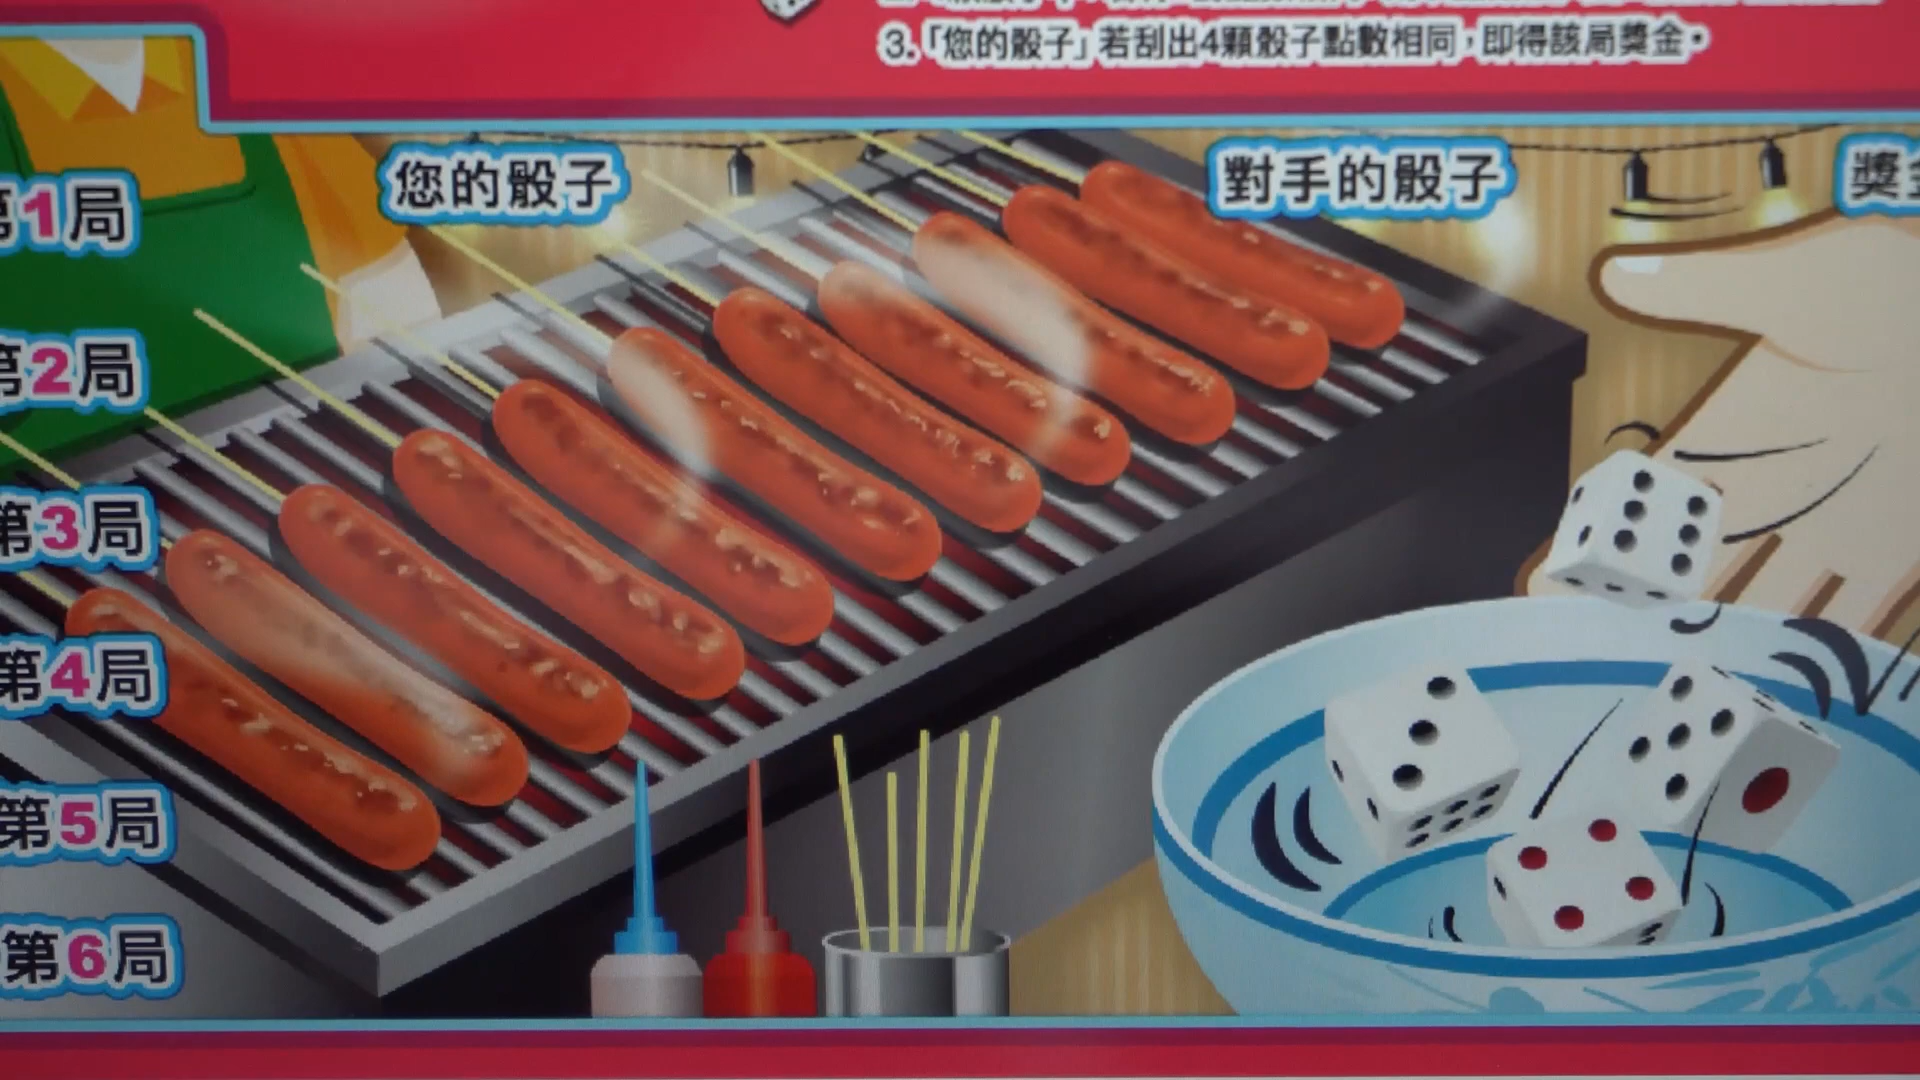 3.「您的骰子」若刮出4顆骰子點數相同，即得該局獎金。
您的骰子
對手的骰子
獎金
第1局
第2局
第3局
第4局
第5局
第6局